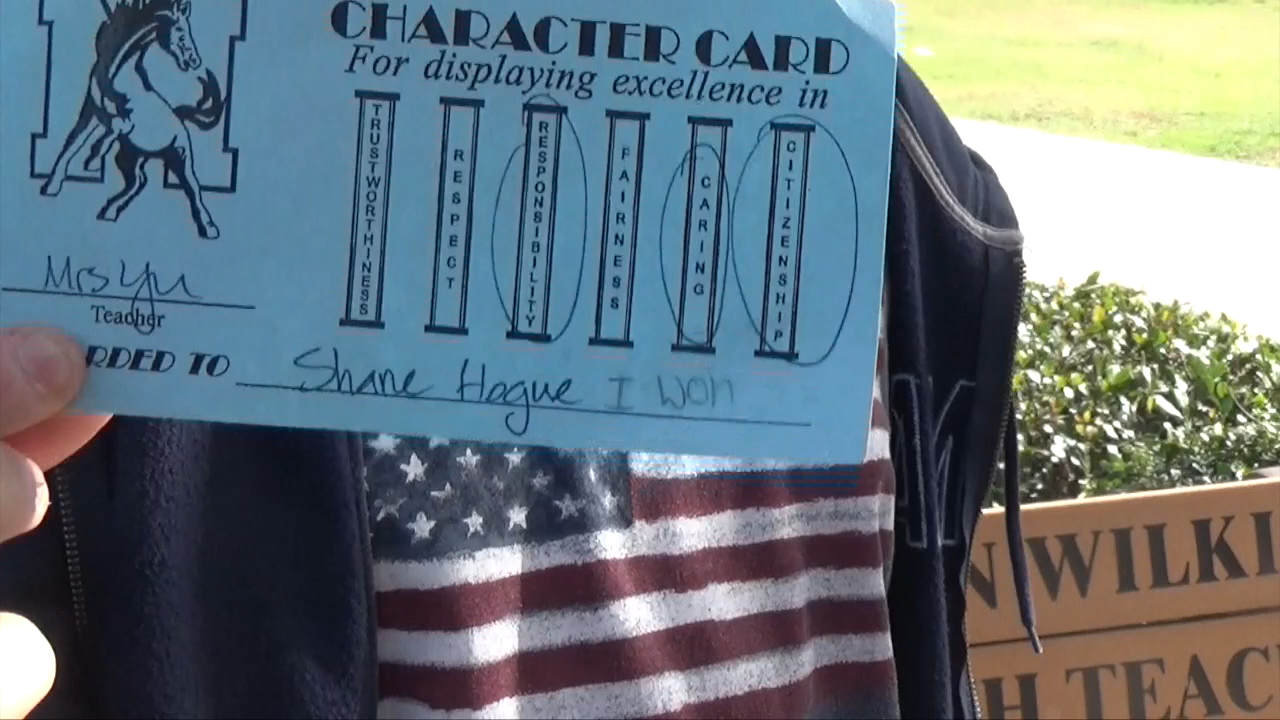 CHARACTER CARD
For displaying excellence in
TRUSTWORTHINESS
RESPECT
RESPONSIBILITY
FAIRNESS
CARING
CITIZENSHIP
Mrs Yu
Teacher
RDED TO Shane Hogue I Won
N WILKI
H TEAC